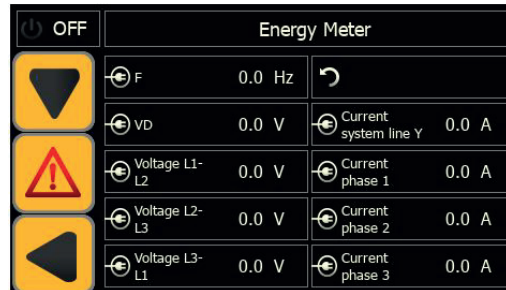 OFF
Energy Meter
F 0.0 Hz
VD 0.0 V
Current
system line Y 0.0 A
Voltage L1-
L2 0.0 V
Current
phase 1 0.0 A
Voltage L2-
L3 0.0 V
Current
phase 2 0.0 A
Voltage L3-
L1 0.0 V
Current
phase 3 0.0 A